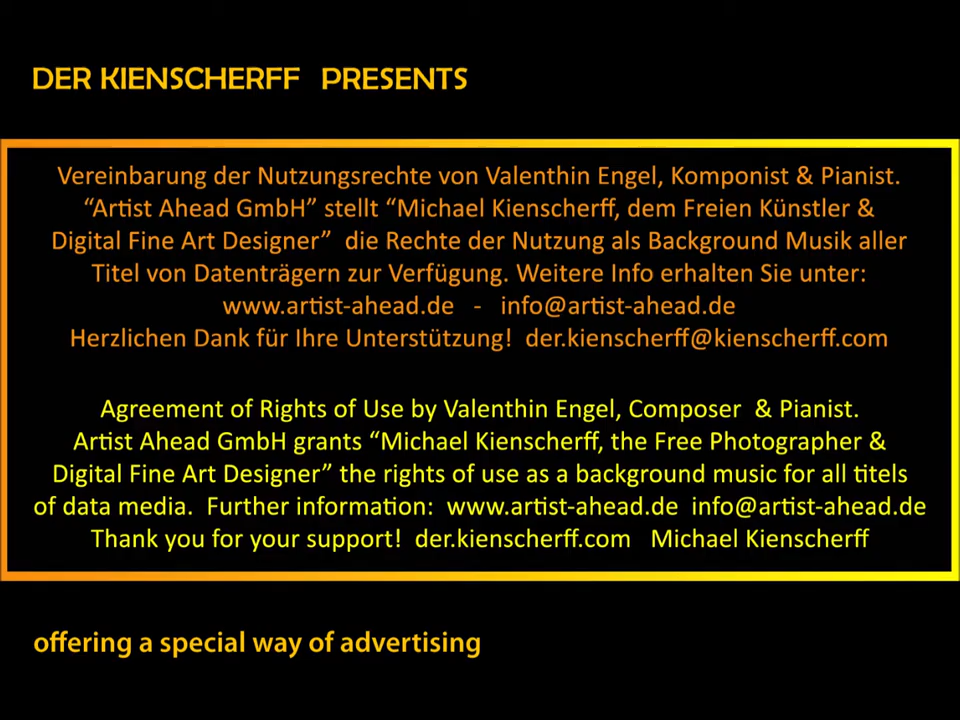 DER KIENSCHERFF PRESENTS
Vereinbarung der Nutzungsrechte von Valenthin Engel, Komponist & Pianist.
“Artist Ahead GmbH” stellt “Michael Kienscherff, dem Freien Künstler &
Digital Fine Art Designer” die Rechte der Nutzung als Background Musik aller
Titel von Datenträgern zur Verfügung. Weitere Info erhalten Sie unter:
www.artist-ahead.de - info@artist-ahead.de
Herzlichen Dank für Ihre Unterstützung! der.kienscherff@kienscherff.com
Agreement of Rights of Use by Valenthin Engel, Composer & Pianist.
Artist Ahead GmbH grants “Michael Kienscherff, the Free Photographer &
Digital Fine Art Designer” the rights of use as a background music for all titels
of data media. Further information: www.artist-ahead.de info@artist-ahead.de
Thank you for your support! der.kienscherff.com Michael Kienscherff
offering a special way of advertising